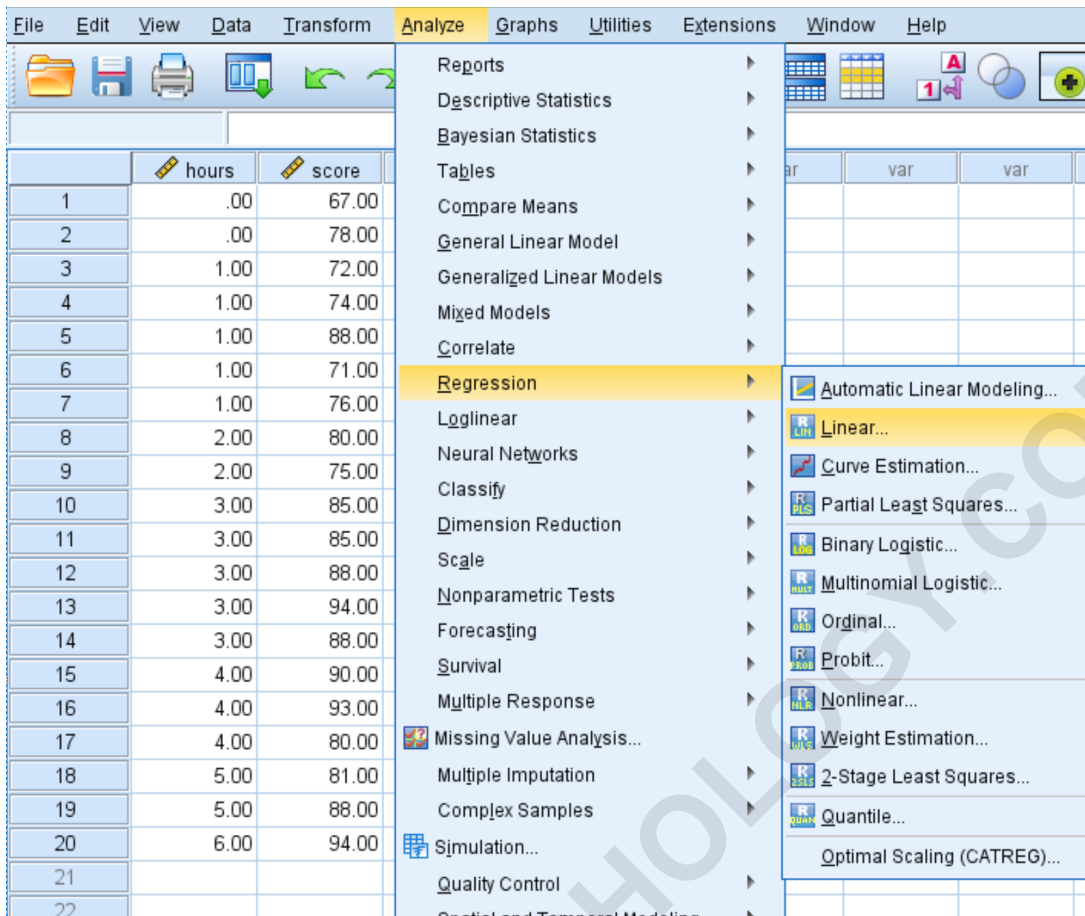 File Edit View Data Transform Analyze Graphs Utilities Extensions Window Help
hours score var var
1 .00 67.00
2 .00 78.00
3 1.00 72.00
4 1.00 74.00
5 1.00 88.00
6 1.00 71.00
7 1.00 76.00
8 2.00 80.00
9 2.00 75.00
10 3.00 85.00
11 3.00 85.00
12 3.00 88.00
13 3.00 94.00
14 3.00 88.00
15 4.00 90.00
16 4.00 93.00
17 4.00 80.00
18 5.00 81.00
19 5.00 88.00
20 6.00 94.00
21
22
Reports
Descriptive Statistics
Bayesian Statistics
Tables
Compare Means
General Linear Model
Generalized Linear Models
Mixed Models
Correlate
Regression
Loglinear
Neural Networks
Classify
Dimension Reduction
Scale
Nonparametric Tests
Forecasting
Survival
Multiple Response
Missing Value Analysis...
Multiple Imputation
Complex Samples
Simulation...
Quality Control
Spatial and Temporal Modeling
Automatic Linear Modeling...
Linear...
Curve Estimation...
Partial Least Squares...
Binary Logistic...
Multinomial Logistic...
Ordinal...
Probit...
Nonlinear...
Weight Estimation...
2-Stage Least Squares...
Quantile...
Optimal Scaling (CATREG)...